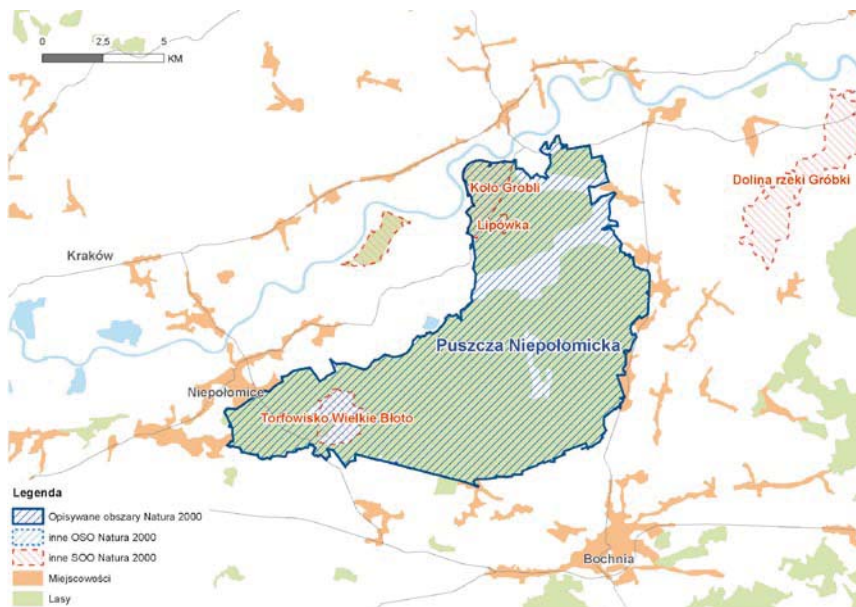 0 2,5 5
KM
Koło Grobli
Dolina rzeki Gróbki
Lipówka
Kraków
Puszcza Niepołomicka
Niepołomice
Torfowisko Wielkie Błoto
Legenda
Opisywane obszary Natura 2000
inne OSO Natura 2000
inne SOO Natura 2000
Miejscowości
Lasy
Bochnia